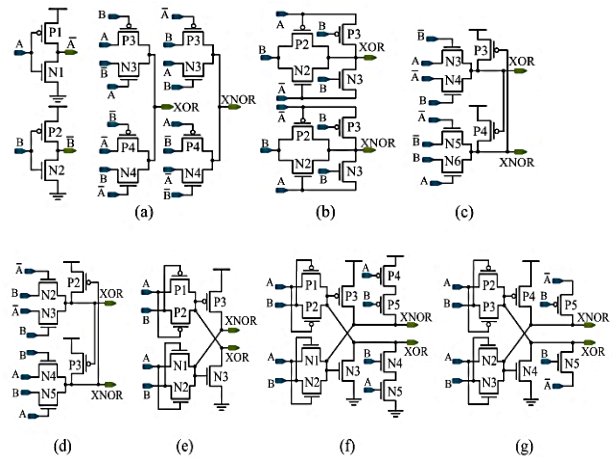 A P1 A̅
N1
B P2 B̅
N2
B A̅
A P3 B P3
B̅ N3 B̅ N3
A A
XOR XNOR
B̅ A̅
A̅ P4 B̅ P4
B N4 A̅ N4
A̅ B̅
(a)
A
B P3
P2
B XOR
N2
B N3
A̅
A̅
B P3
P2
B XNOR
N2
B N3
A
(b)
B̅ P3
A N3 XOR
A̅ N4
B
A̅ P4
B̅ N5
B N6 XNOR
A
(c)
A̅
P2
B N2 XOR
A̅ N3
B
B
P3
A N4
B N5 XNOR
A
(d)
A P1
P3
B P2
XNOR
XOR
A N1
N3
B N2
(e)
A P1 P3 A P4
B P2 B P5
XNOR
XOR
A N1 B N4
B N2 N3 A N5
(f)
A P2 P4 A̅
B P3 B P5
XNOR
XOR
A N2 B N5
B N3 N4 A̅
(g)